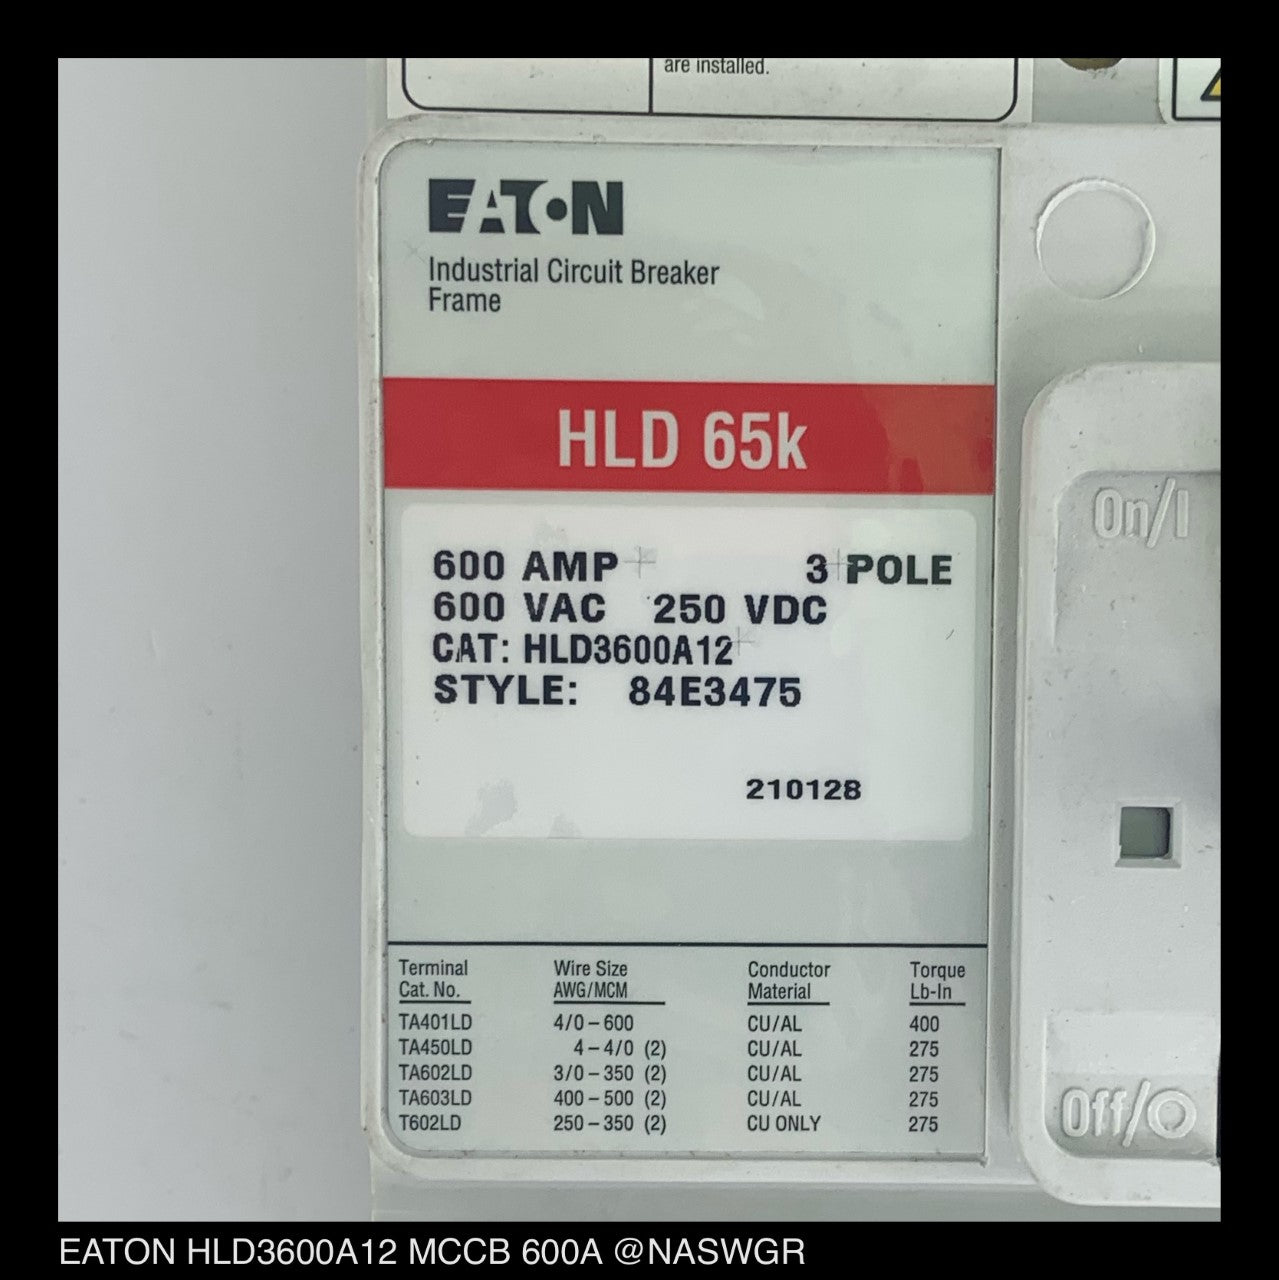 are installed.
EATON
Industrial Circuit Breaker
Frame
HLD 65k
600 AMP 3 POLE
600 VAC 250 VDC
CAT: HLD3600A12
STYLE: 84E3475
210128
On/I
Terminal Wire Size Conductor Torque
Cat. No. AWG/MCM Material Lb-In
TA401LD 4/0 – 600 CU/AL 400
TA450LD 4 – 4/0 (2) CU/AL 275
TA602LD 3/0 – 350 (2) CU/AL 275
TA603LD 400 – 500 (2) CU/AL 275
T602LD 250 – 350 (2) CU ONLY 275
Off/O
EATON HLD3600A12 MCCB 600A @NASWGR